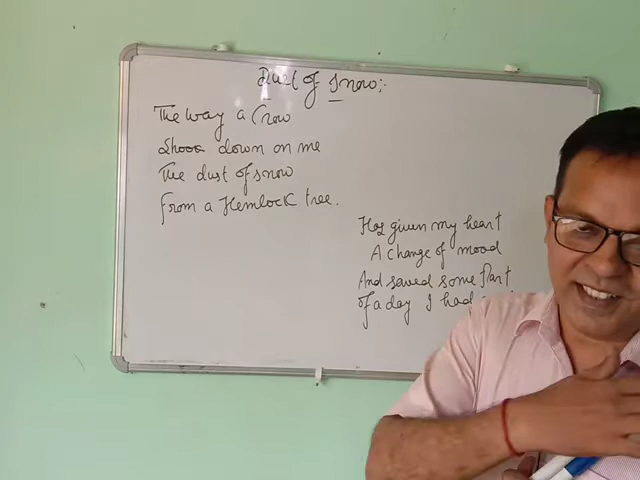 Dust of Snow:-
The way a Crow
Shook down on me
The dust of snow
From a Hemlock tree.
Has given my heart
A change of mood
And saved some part
Of a day I had